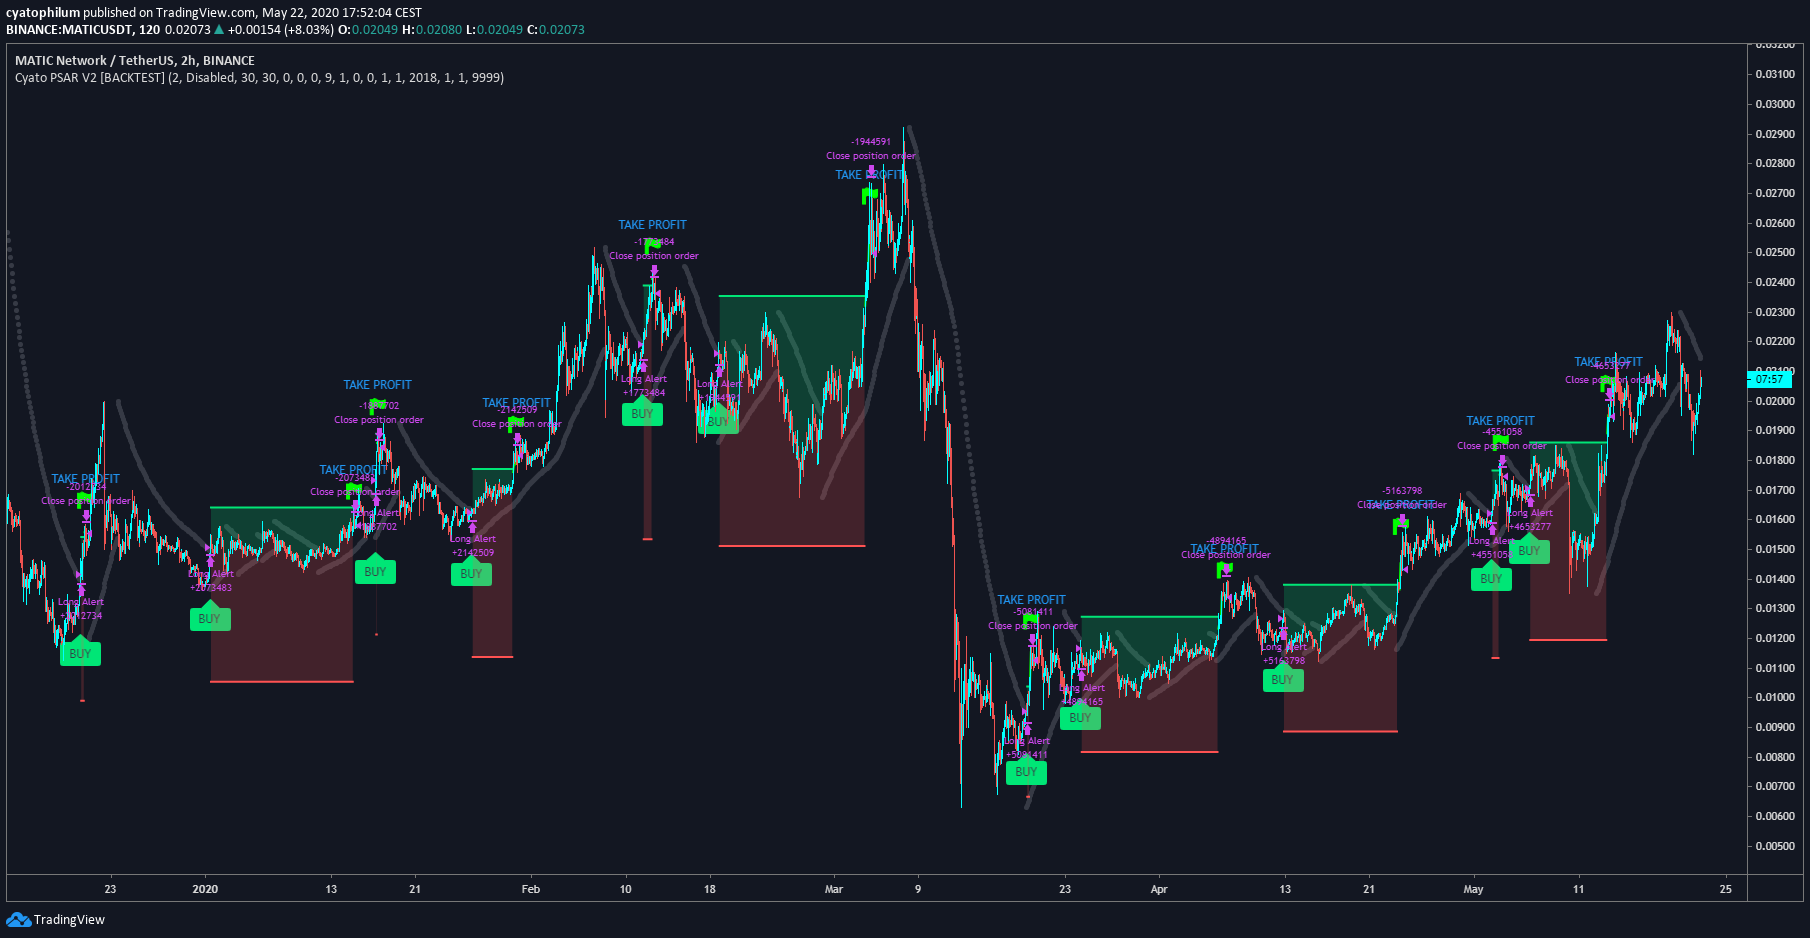 cyatophilum published on TradingView.com, May 22, 2020 17:52:04 CEST
BINANCE:MATICUSDT, 120 0.02073 ▲ +0.00154 (+8.03%) O:0.02049 H:0.02080 L:0.02049 C:0.02073
MATIC Network / TetherUS, 2h, BINANCE
Cyato PSAR V2 [BACKTEST] (2, Disabled, 30, 30, 0, 0, 0, 9, 1, 0, 0, 1, 1, 2018, 1, 1, 9999)
0.03200
0.03100
0.03000
0.02900
0.02800
0.02700
0.02600
0.02500
0.02400
0.02300
0.02200
07:57
0.02000
0.01900
0.01800
0.01700
0.01600
0.01500
0.01400
0.01300
0.01200
0.01100
0.01000
0.00900
0.00800
0.00700
0.00600
0.00500
TAKE PROFIT
Close position order
Long Alert
+2012734
BUY
Long Alert
+2073483
BUY
TAKE PROFIT
-2073483
Close position order
TAKE PROFIT
Close position order
Long Alert
BUY
TAKE PROFIT
-2142509
Close position order
Long Alert
+2142509
BUY
TAKE PROFIT
-1773484
Close position order
Long Alert
+1773484
BUY
Long Alert
+1944591
BUY
-1944591
Close position order
TAKE PROFIT
TAKE PROFIT
-5081411
Close position order
Long Alert
+5081411
BUY
Long Alert
+4894165
BUY
-4894165
TAKE PROFIT
Close position order
Long Alert
+5163798
BUY
-5163798
TAKE PROFIT
Close position order
TAKE PROFIT
-4551058
Close position order
Long Alert
+4551058
BUY
Long Alert
+4653277
BUY
TAKE PROFIT
-4653277
Close position order
23 2020 13 21 Feb 10 18 Mar 9 23 Apr 13 21 May 11 25
TradingView